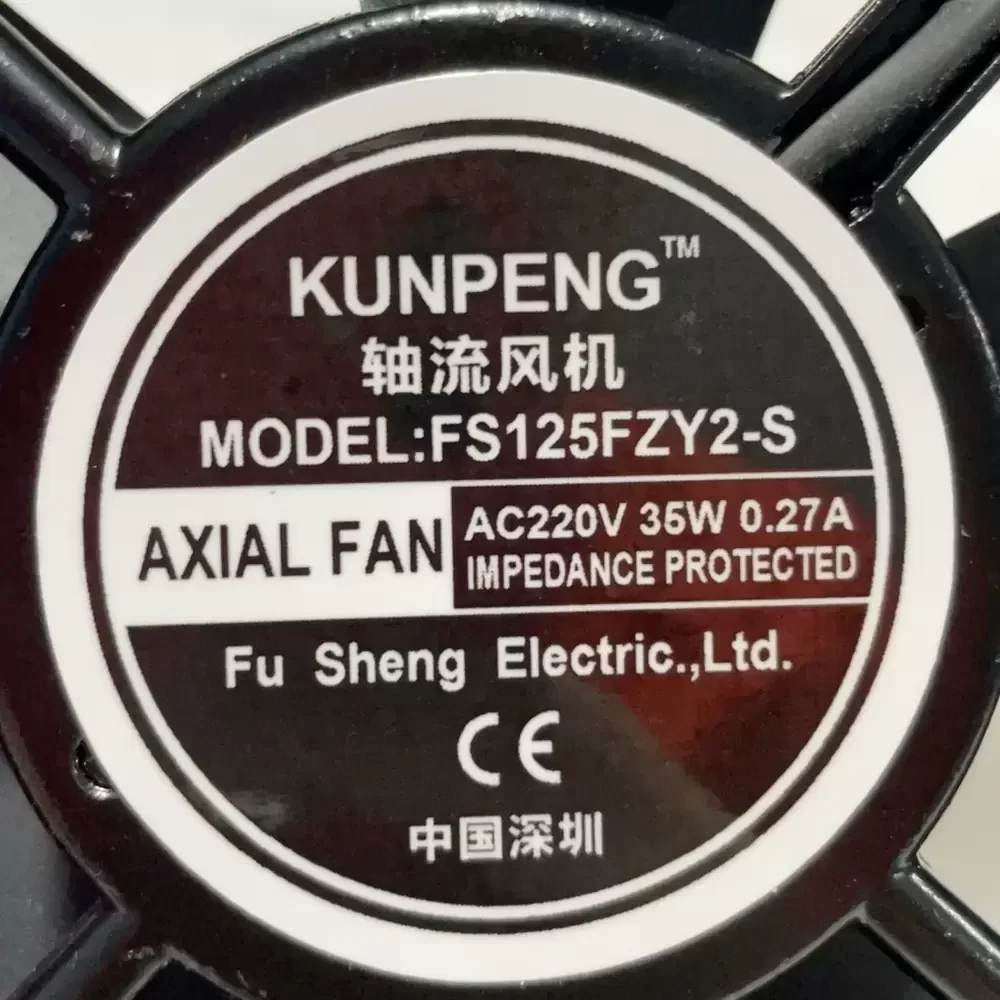 KUNPENG™
轴流风机
MODEL:FS125FZY2-S
AXIAL FAN
AC220V 35W 0.27A
IMPEDANCE PROTECTED
Fu Sheng Electric.,Ltd.
CE
中国深圳